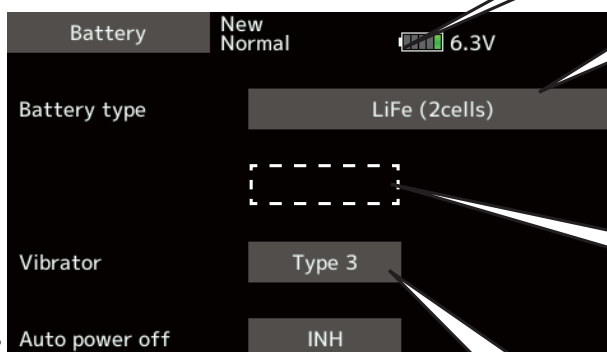 Battery
New
Normal
6.3V
Battery type
LiFe (2cells)
Vibrator
Type 3
Auto power off
INH